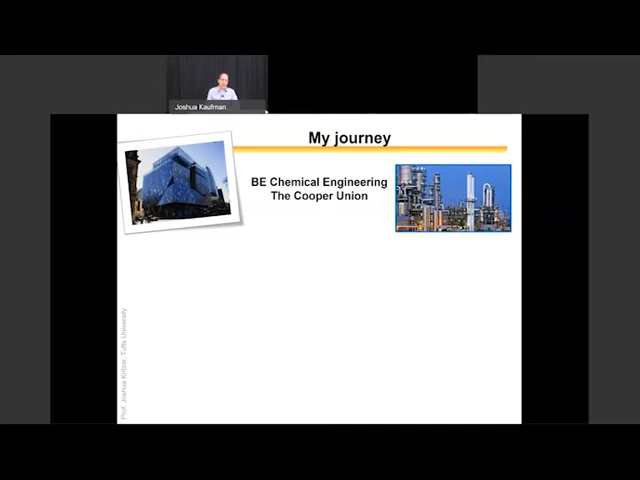 Joshua Kaufman
My journey
BE Chemical Engineering
The Cooper Union
Prof. Joshua Kritzer, Tufts University